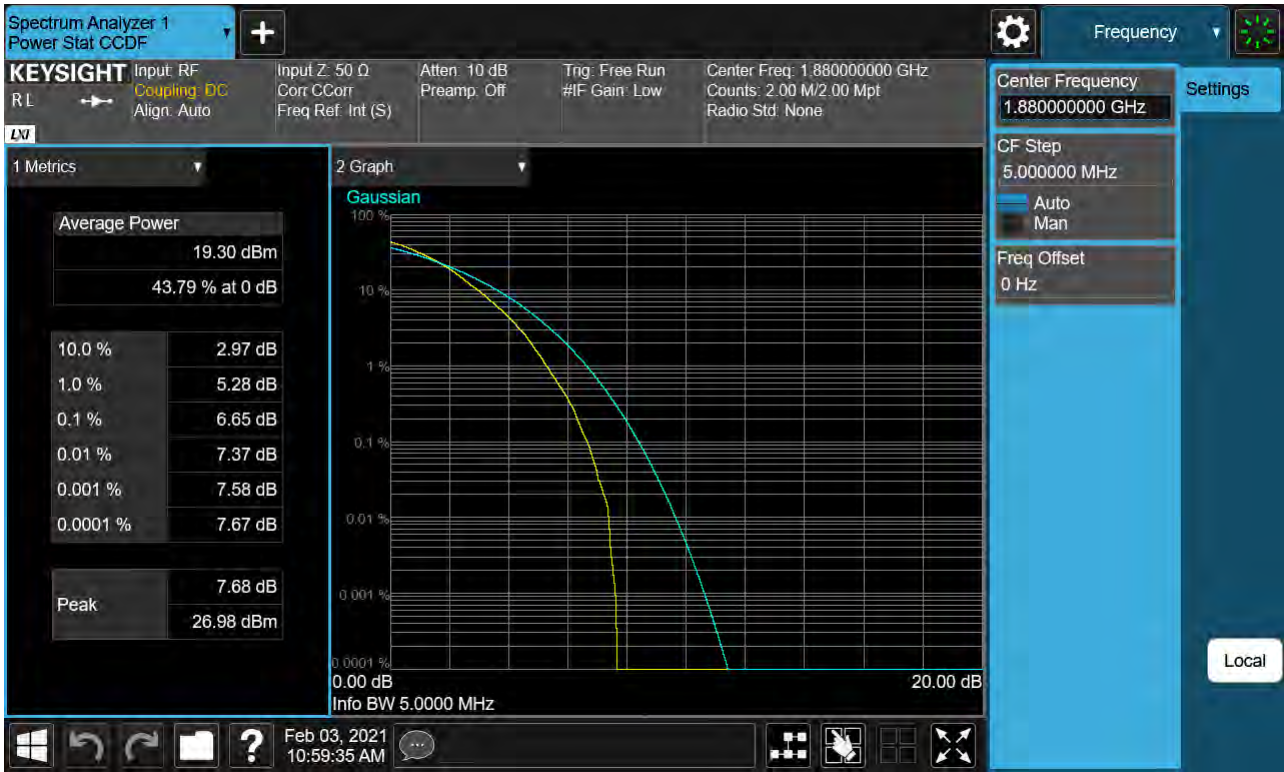 Spectrum Analyzer 1
Power Stat CCDF
Frequency
KEYSIGHT
R L
LXI
Input: RF
Coupling: DC
Align: Auto
Input Z: 50 Ω
Corr CCorr
Freq Ref: Int (S)
Atten: 10 dB
Preamp: Off
Trig: Free Run
#IF Gain: Low
Center Freq: 1.880000000 GHz
Counts: 2.00 M/2.00 Mpt
Radio Std: None
Center Frequency
1.880000000 GHz
Settings
CF Step
5.000000 MHz
Auto
Man
Freq Offset
0 Hz
Local
1 Metrics
Average Power
19.30 dBm
43.79 % at 0 dB
10.0 % 2.97 dB
1.0 % 5.28 dB
0.1 % 6.65 dB
0.01 % 7.37 dB
0.001 % 7.58 dB
0.0001 % 7.67 dB
Peak
7.68 dB
26.98 dBm
2 Graph
Gaussian
100 %
10 %
1 %
0.1 %
0.01 %
0.001 %
0.0001 %
0.00 dB 20.00 dB
Info BW 5.0000 MHz
Feb 03, 2021
10:59:35 AM